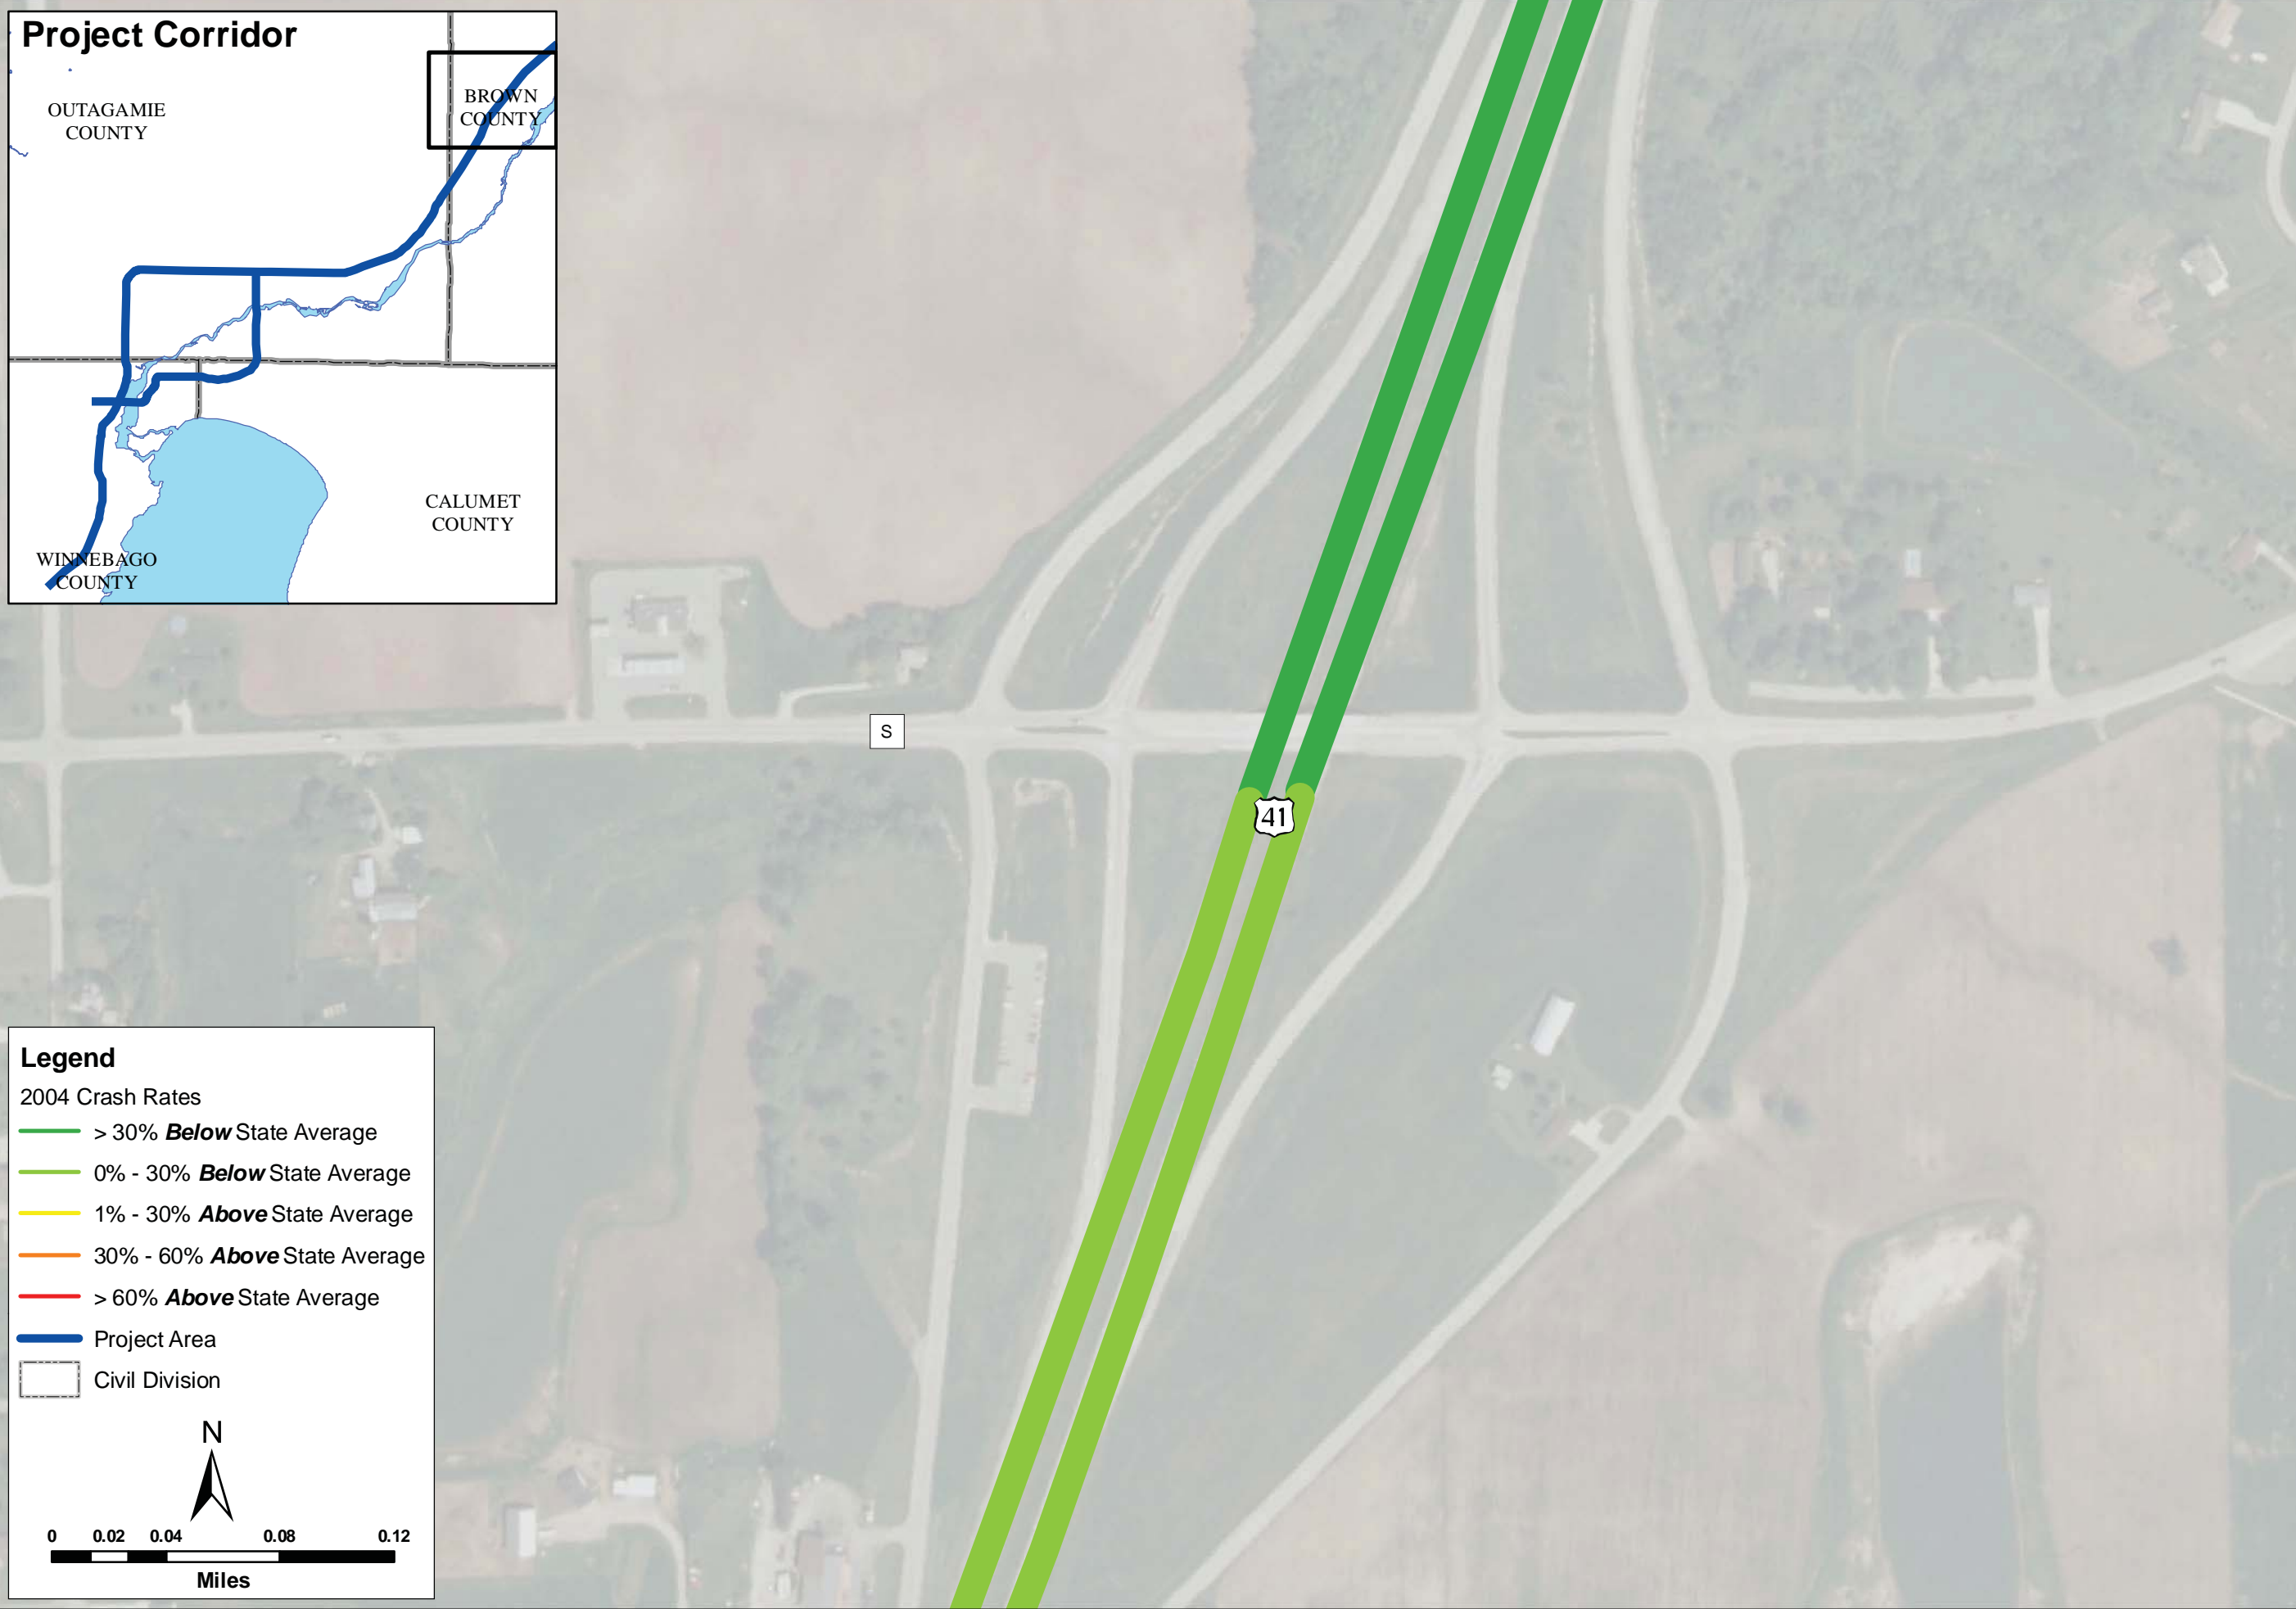 Project Corridor
OUTAGAMIE
COUNTY
BROWN
COUNTY
CALUMET
COUNTY
WINNEBAGO
COUNTY
S
41
Legend
2004 Crash Rates
> 30% Below State Average
0% - 30% Below State Average
1% - 30% Above State Average
30% - 60% Above State Average
> 60% Above State Average
Project Area
Civil Division
N
0 0.02 0.04 0.08 0.12
Miles